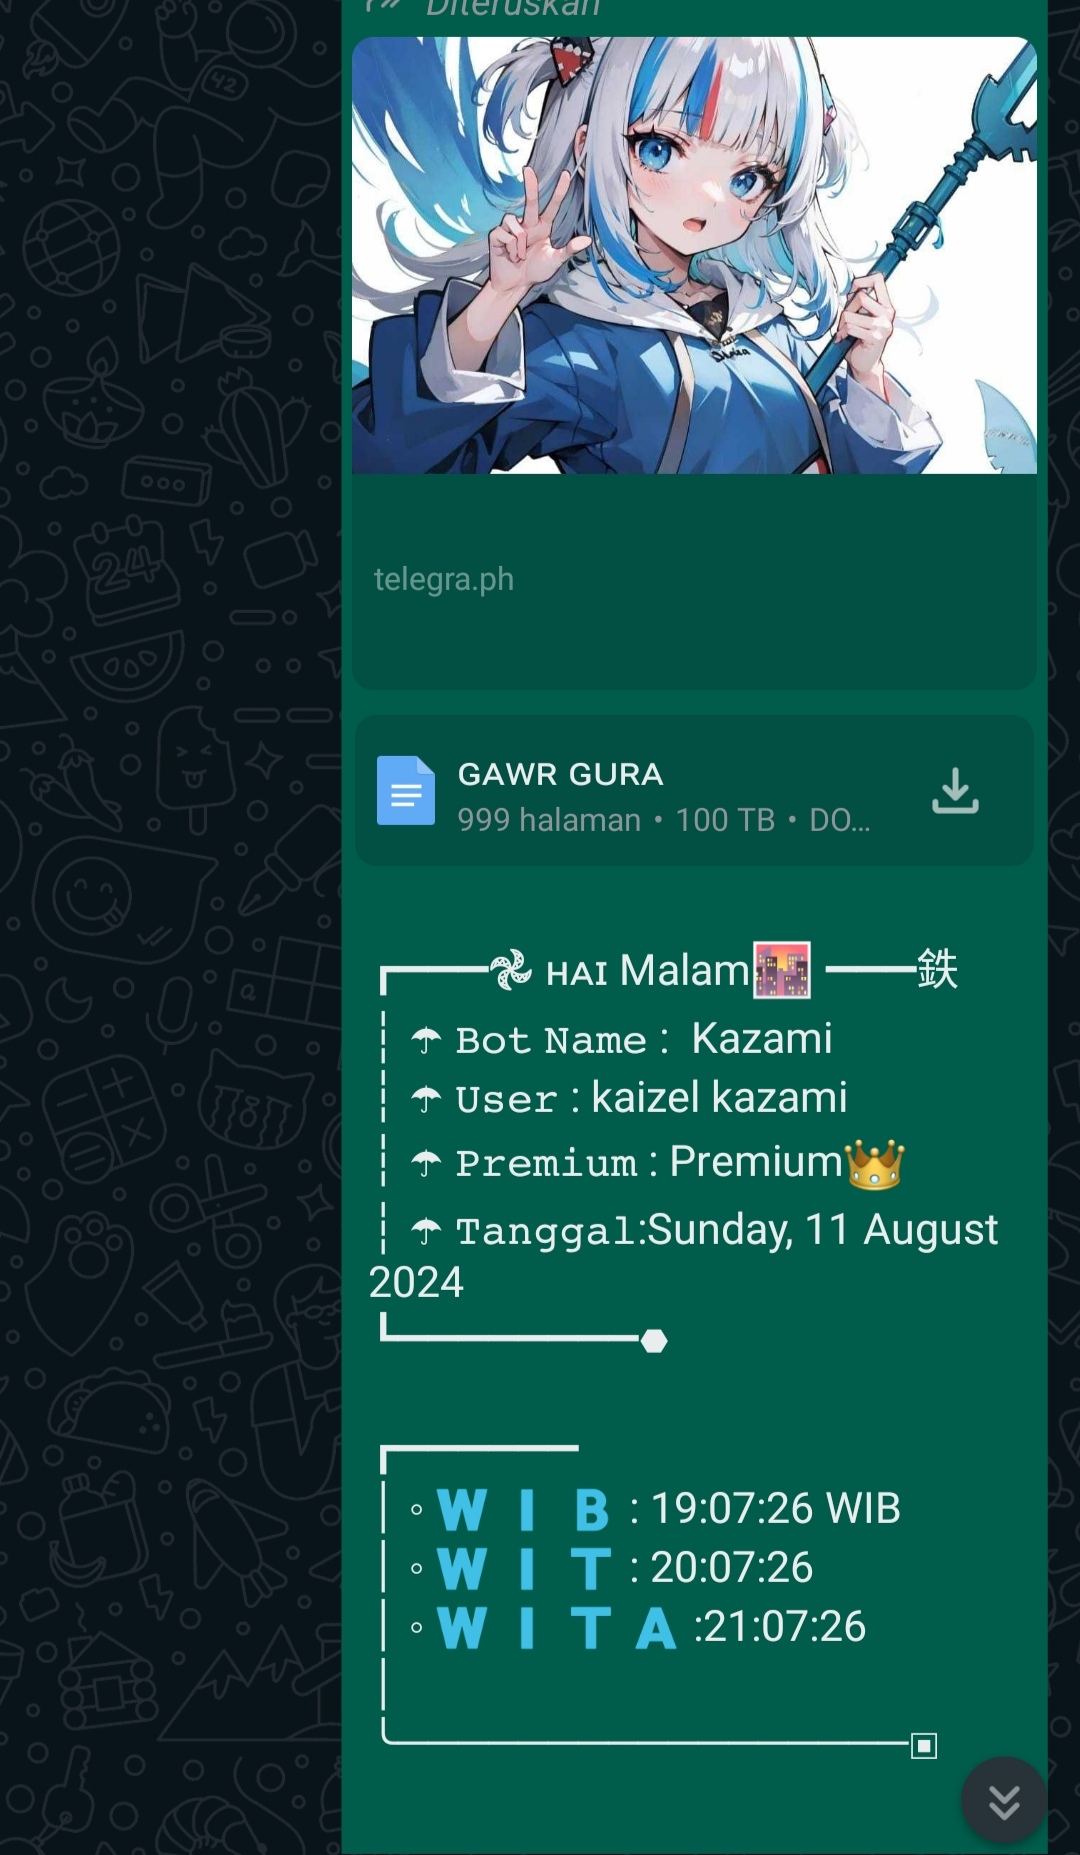 Diteruskan
telegra.ph
GAWR GURA
999 halaman • 100 TB • DO...
┏━━━࿋ ʜᴀɪ Malam🌆 ━━━鉄
┇ ☂ 𝙱𝚘𝚝 𝙽𝚊𝚖𝚎 : Kazami
┇ ☂ 𝚄𝚜𝚎𝚛 : kaizel kazami
┇ ☂ 𝙿𝚛𝚎𝚖𝚒𝚞𝚖 : Premium👑
┇ ☂ 𝚃𝚊𝚗𝚐𝚐𝚊𝚕:Sunday, 11 August
2024
┗━━━━━━━⬣
┏━━━━━
│ ◦ W I B : 19:07:26 WIB
│ ◦ W I T : 20:07:26
│ ◦ W I T A :21:07:26
│
╰──────────────▣